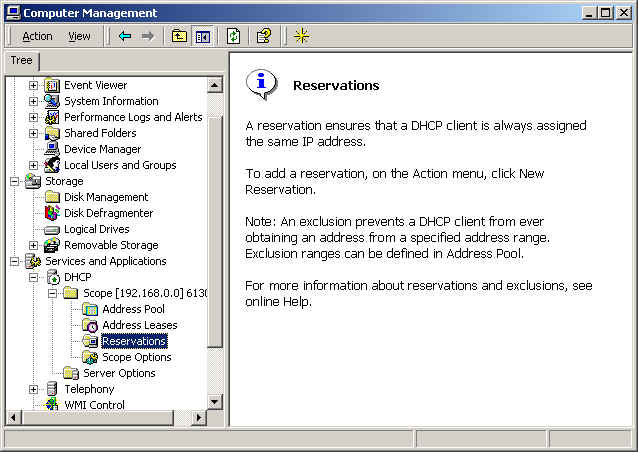 Computer Management
Action View
Tree
Event Viewer
System Information
Performance Logs and Alerts
Shared Folders
Device Manager
Local Users and Groups
Storage
Disk Management
Disk Defragmenter
Logical Drives
Removable Storage
Services and Applications
DHCP
Scope [192.168.0.0] 6130
Address Pool
Address Leases
Reservations
Scope Options
Server Options
Telephony
WMI Control
Reservations
A reservation ensures that a DHCP client is always assigned
the same IP address.
To add a reservation, on the Action menu, click New
Reservation.
Note: An exclusion prevents a DHCP client from ever
obtaining an address from a specified address range.
Exclusion ranges can be defined in Address Pool.
For more information about reservations and exclusions, see
online Help.